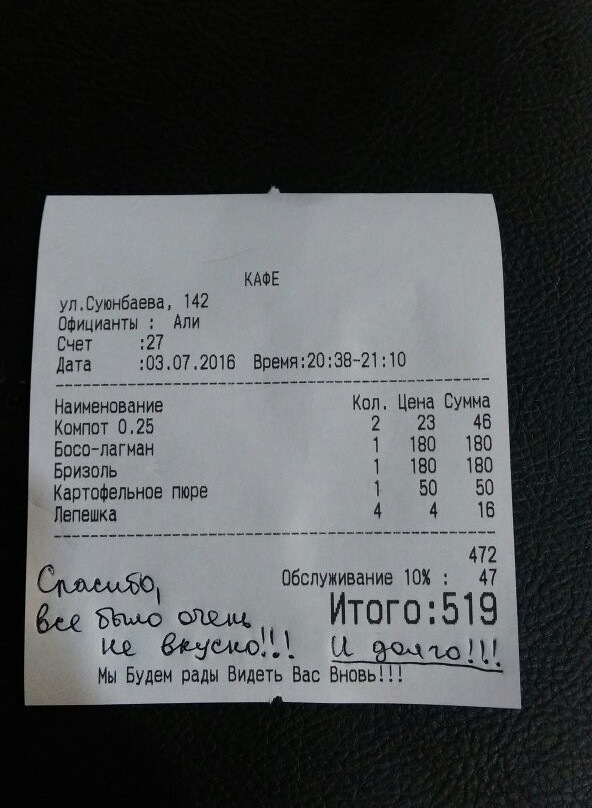 КАФЕ
ул.Суюнбаева, 142
Официанты : Али
Счет :27
Дата :03.07.2016 Время:20:38-21:10
Наименование Кол. Цена Сумма
Компот 0.25 2 23 46
Босо-лагман 1 180 180
Бризоль 1 180 180
Картофельное пюре 1 50 50
Лепешка 4 4 16
472
Обслуживание 10% : 47
Итого:519
Спасибо,
все было очень
не вкусно!!! И долго!!!
Мы Будем рады Видеть Вас Вновь!!!